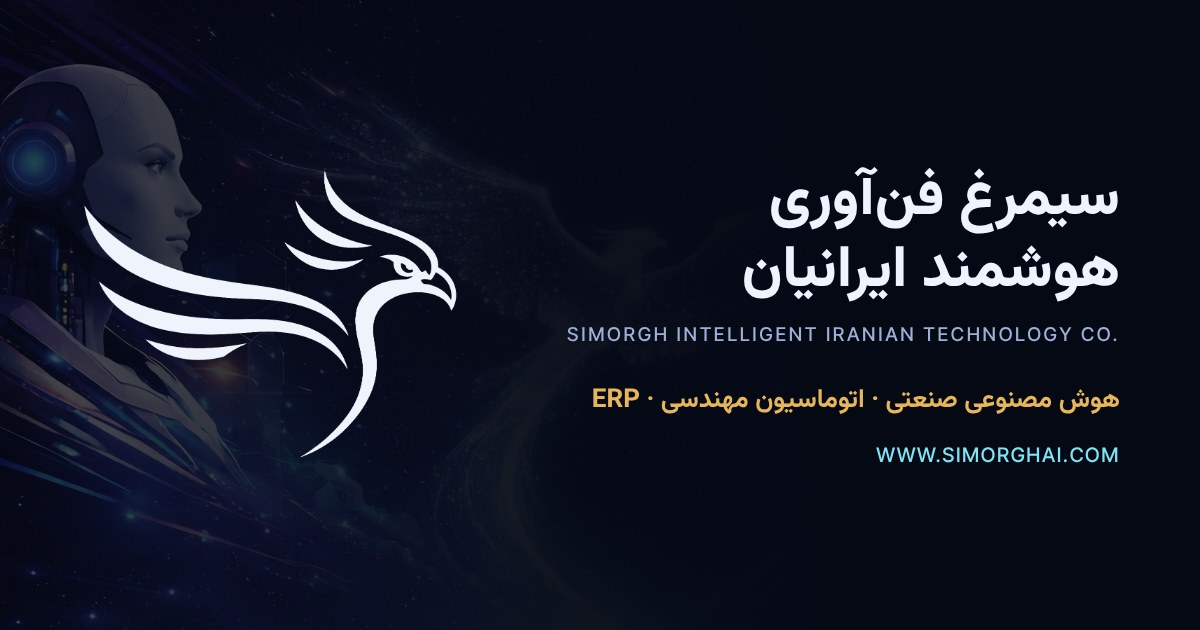 سیمرغ فن‌آوری
هوشمند ایرانیان
SIMORGH INTELLIGENT IRANIAN TECHNOLOGY CO.
هوش مصنوعی صنعتی · اتوماسیون مهندسی · ERP
WWW.SIMORGHAI.COM